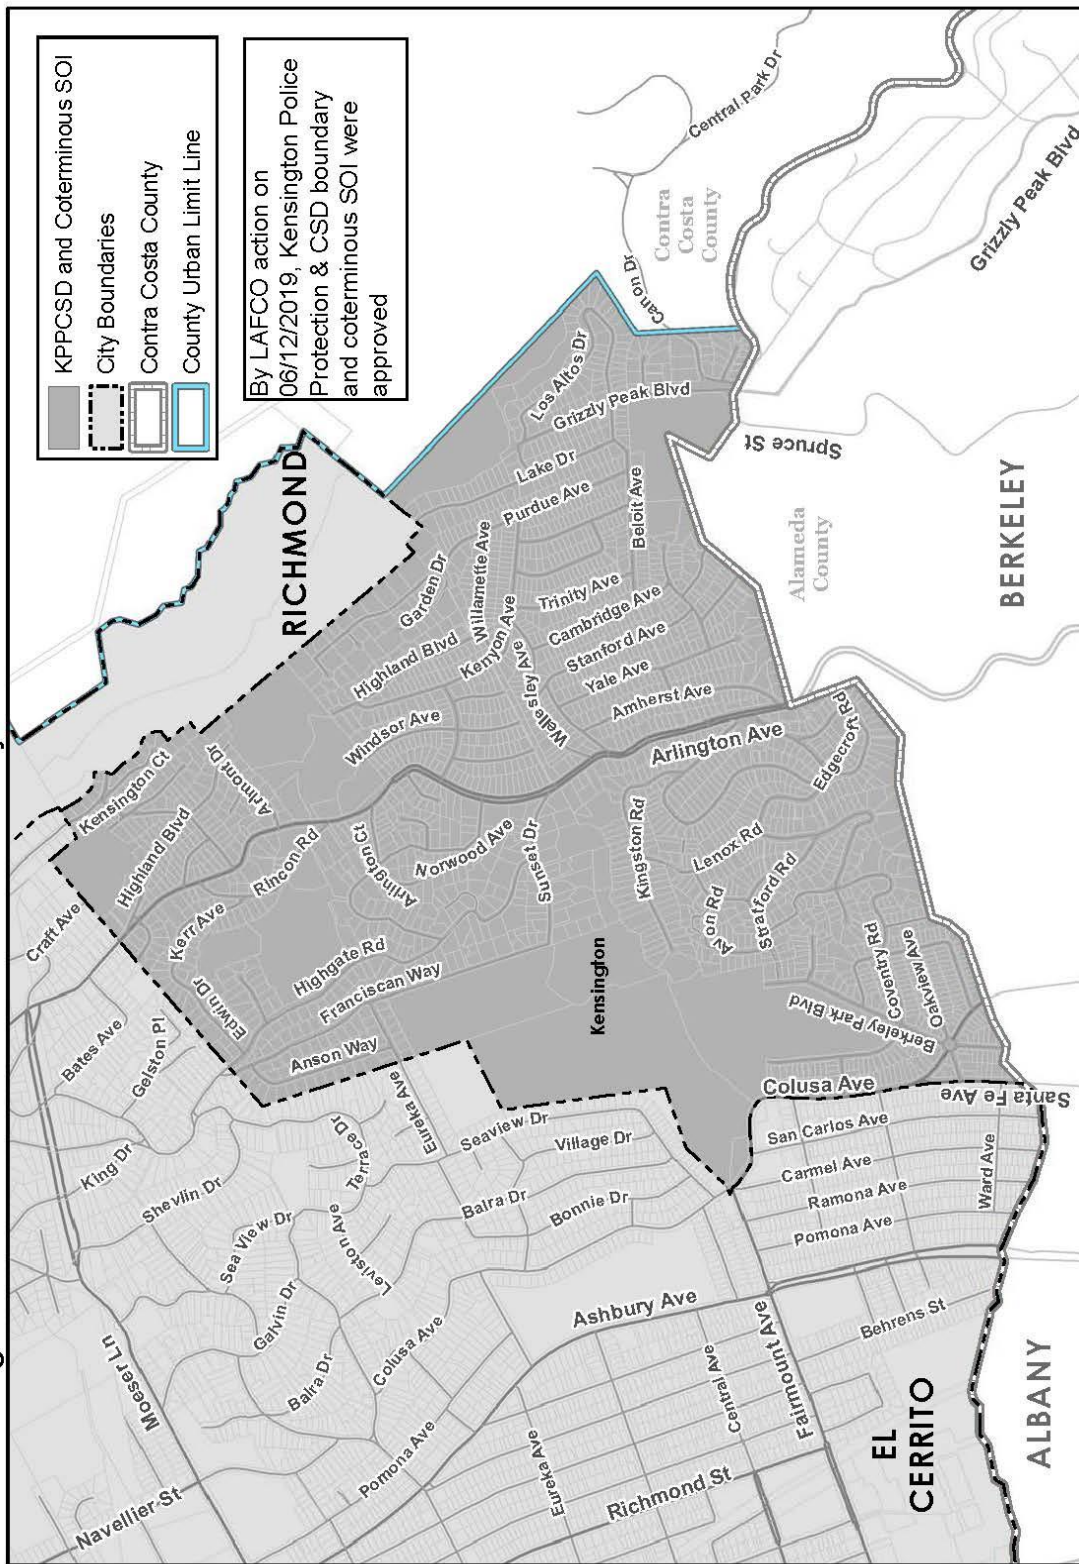 KPPCSD and Coterminous SOI
City Boundaries
Contra Costa County
County Urban Limit Line
By LAFCO action on
06/12/2019, Kensington Police
Protection & CSD boundary
and coterminous SOI were
approved
Central Park Dr
Contra
Costa
County
Canon Dr
Grizzly Peak Blvd
RICHMOND
Los Altos Dr
Grizzly Peak Blvd
Lake Dr
Purdue Ave
Beloit Ave
Spruce St
Alameda
County
BERKELEY
Garden Dr
Willamette Ave
Highland Blvd
Kenyon Ave
Trinity Ave
Cambridge Ave
Stanford Ave
Yale Ave
Amherst Ave
Wellesley Ave
Windsor Ave
Arlington Ave
Edgecroft Rd
Kensington Ct
Arlmont Dr
Highland Blvd
Rincon Rd
Arlington Ct
Norwood Ave
Sunset Dr
Kingston Rd
Lenox Rd
Avon Rd
Stratford Rd
Craft Ave
Kerr Ave
Edwin Dr
Highgate Rd
Franciscan Way
Anson Way
Kensington
Coventry Rd
Oakview Ave
Berkeley Park Blvd
Colusa Ave
Santa Fe Ave
Bates Ave
Gelston Pl
King Dr
Shevlin Dr
Terrace Dr
Eureka Ave
Seaview Dr
Village Dr
San Carlos Ave
Carmel Ave
Ramona Ave
Pomona Ave
Ward Ave
Sea View Dr
Leviston Ave
Balra Dr
Bonnie Dr
Galvin Dr
Balra Dr
Colusa Ave
Moeser Ln
Navellier St
Pomona Ave
Ashbury Ave
Eureka Ave
Central Ave
Fairmount Ave
Richmond St
Behrens St
EL
CERRITO
ALBANY